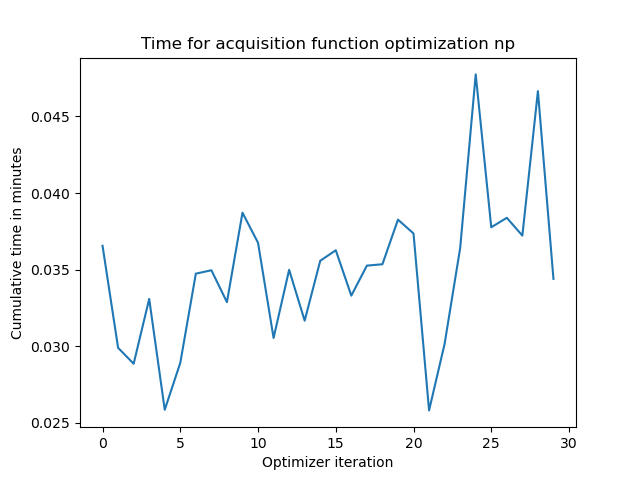 Time for acquisition function optimization np
Cumulative time in minutes
0.045
0.040
0.035
0.030
0.025
0 5 10 15 20 25 30
Optimizer iteration